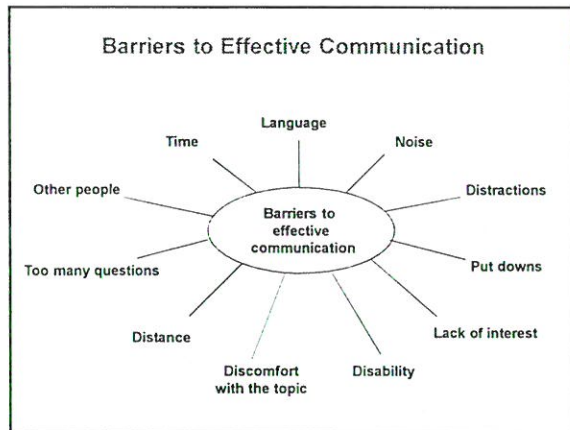 Barriers to Effective Communication
Language
Time
Noise
Other people
Distractions
Barriers to
effective
communication
Too many questions
Put downs
Distance
Lack of interest
Discomfort
with the topic
Disability